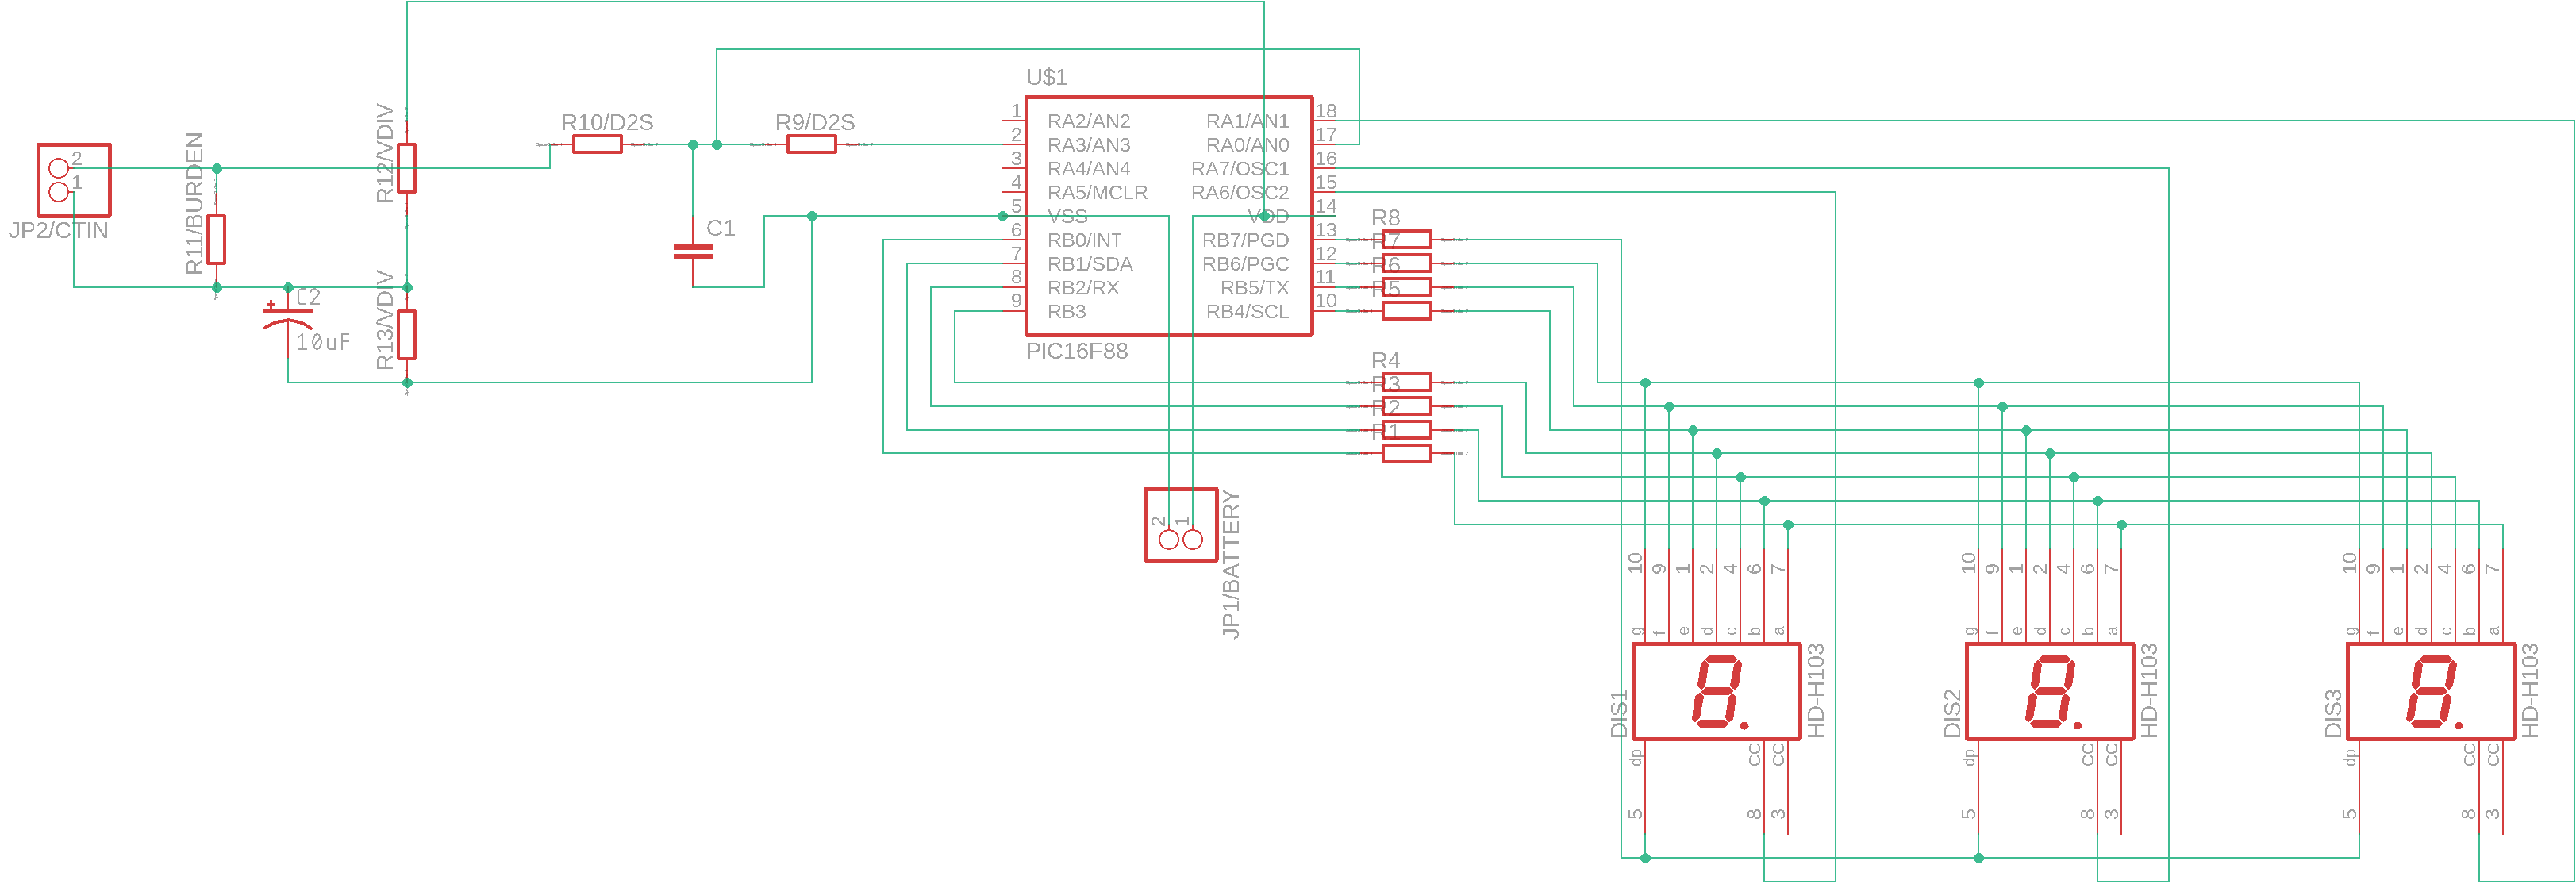 U$1
R12/VDIV
R10/D2S
R9/D2S
1
RA2/AN2
RA1/AN1
18
2
RA3/AN3
RA0/AN0
17
3
RA4/AN4
RA7/OSC1
16
4
RA5/MCLR
RA6/OSC2
15
5
VSS
VDD
14
6
RB0/INT
RB7/PGD
13
7
RB1/SDA
RB6/PGC
12
8
RB2/RX
RB5/TX
11
9
RB3
RB4/SCL
10
PIC16F88
2
1
JP2/CTIN
R11/BURDEN
C1
C2
10uF
R13/VDIV
R8
R7
R6
R5
R4
R3
R2
R1
2
1
JP1/BATTERY
10
9
1
2
4
6
7
g
f
e
d
c
b
a
DIS1
HD-H103
dp
CC
CC
5
8
3
10
9
1
2
4
6
7
g
f
e
d
c
b
a
DIS2
HD-H103
dp
CC
CC
5
8
3
10
9
1
2
4
6
7
g
f
e
d
c
b
a
DIS3
HD-H103
dp
CC
CC
5
8
3